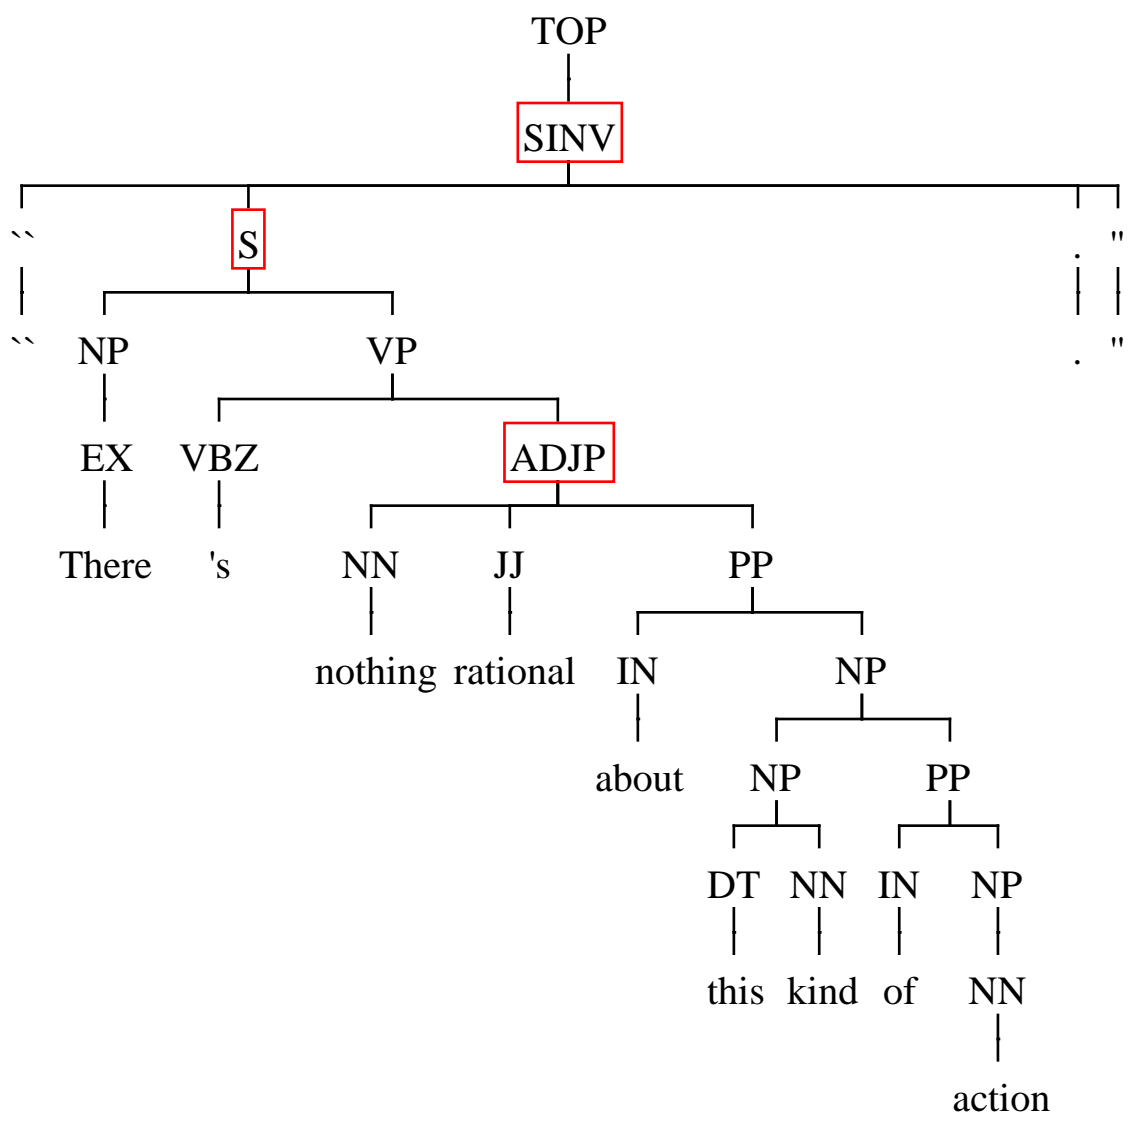 TOP
SINV
`` S . "
`` NP VP . "
EX VBZ ADJP
There 's NN JJ PP
nothing rational IN NP
about NP PP
DT NN IN NP
this kind of NN
action